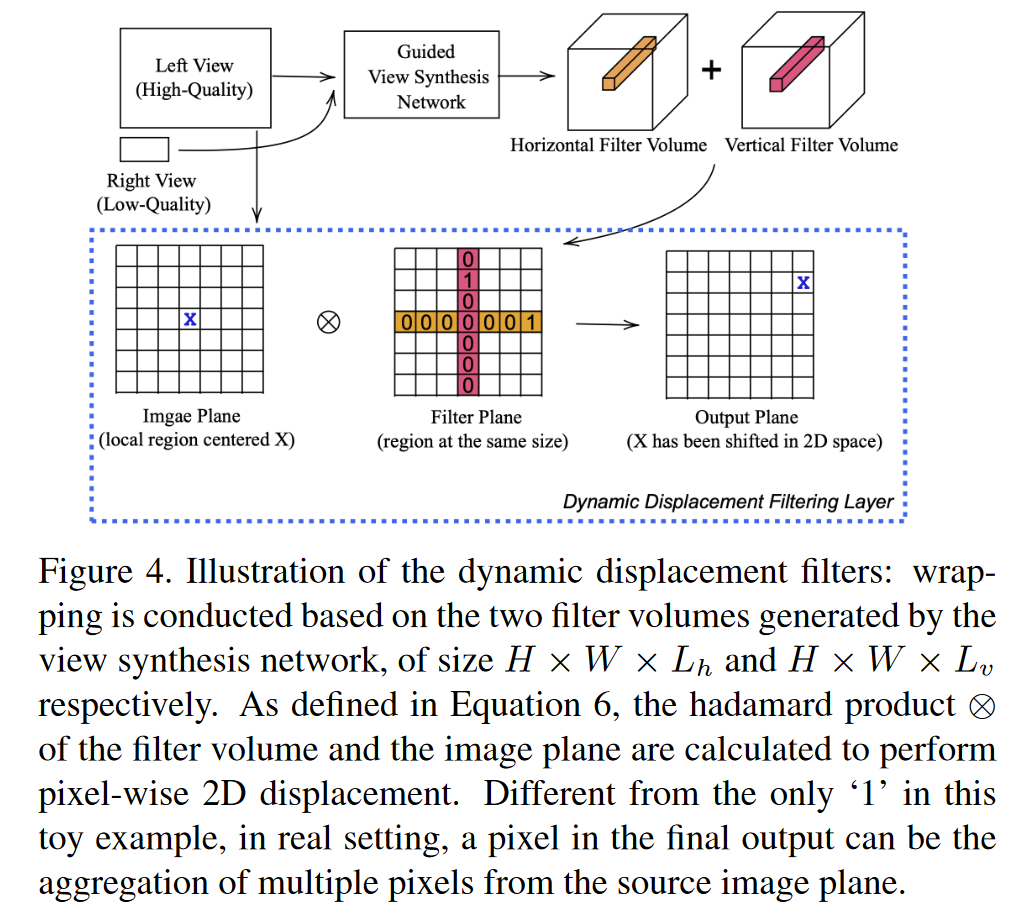 Left View
(High-Quality)
Guided
View Synthesis
Network
+
Horizontal Filter Volume
Vertical Filter Volume
Right View
(Low-Quality)
X
⊗
0
1
0
0 0 0 0 0 0 1
0
0
0
X
Imgae Plane
(local region centered X)
Filter Plane
(region at the same size)
Output Plane
(X has been shifted in 2D space)
Dynamic Displacement Filtering Layer
Figure 4. Illustration of the dynamic displacement filters: wrap-
ping is conducted based on the two filter volumes generated by the
view synthesis network, of size H × W × L_h and H × W × L_v
respectively. As defined in Equation 6, the hadamard product ⊗
of the filter volume and the image plane are calculated to perform
pixel-wise 2D displacement. Different from the only ‘1’ in this
toy example, in real setting, a pixel in the final output can be the
aggregation of multiple pixels from the source image plane.